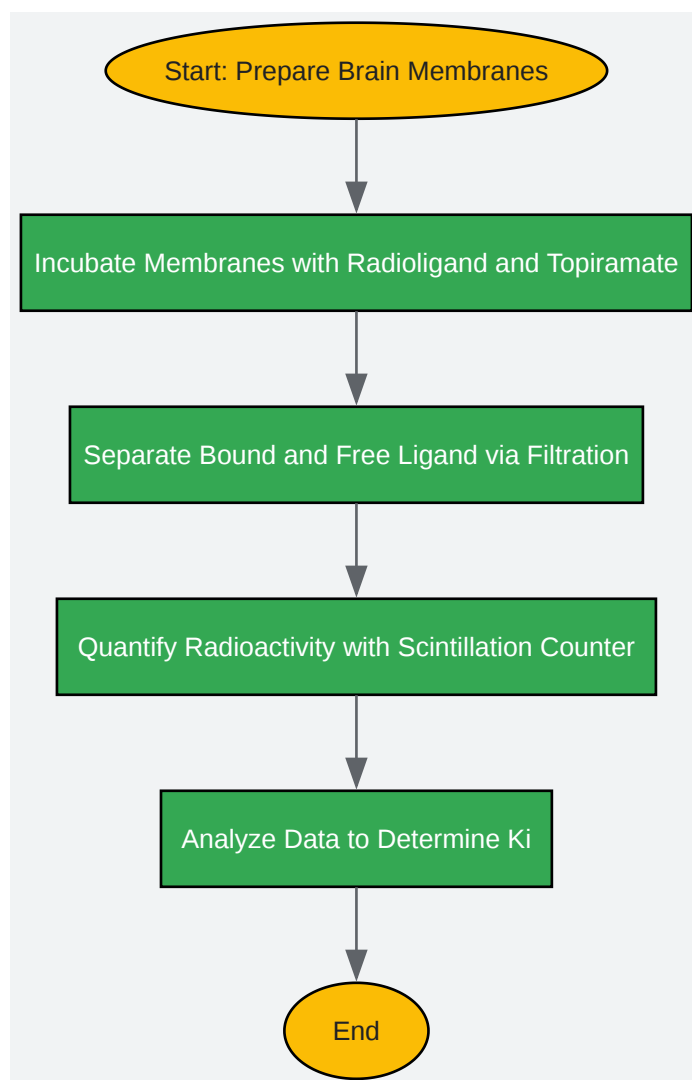 Start: Prepare Brain Membranes
Incubate Membranes with Radioligand and Topiramate
Separate Bound and Free Ligand via Filtration
Quantify Radioactivity with Scintillation Counter
Analyze Data to Determine Ki
End